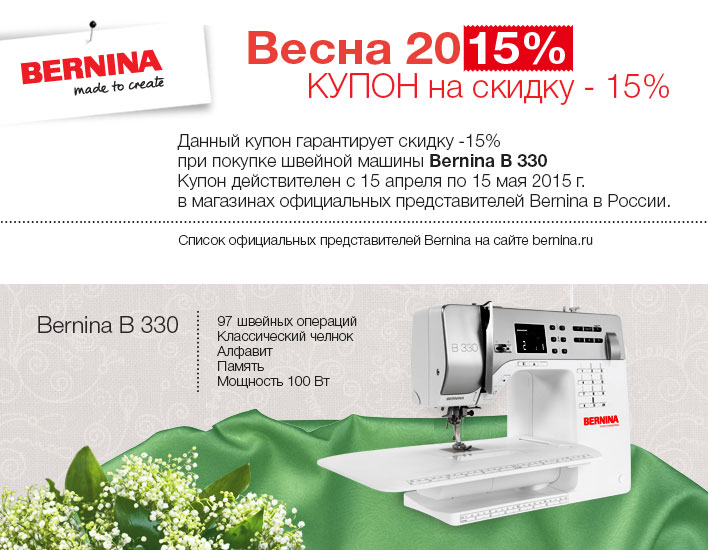 BERNINA
made to create
Весна 2015%
КУПОН на скидку - 15%
Данный купон гарантирует скидку -15%
при покупке швейной машины Bernina B 330
Купон действителен с 15 апреля по 15 мая 2015 г.
в магазинах официальных представителей Bernina в России.
Список официальных представителей Bernina на сайте bernina.ru
Bernina B 330
97 швейных операций
Классический челнок
Алфавит
Память
Мощность 100 Вт
B 330
BERNINA
BERNINA